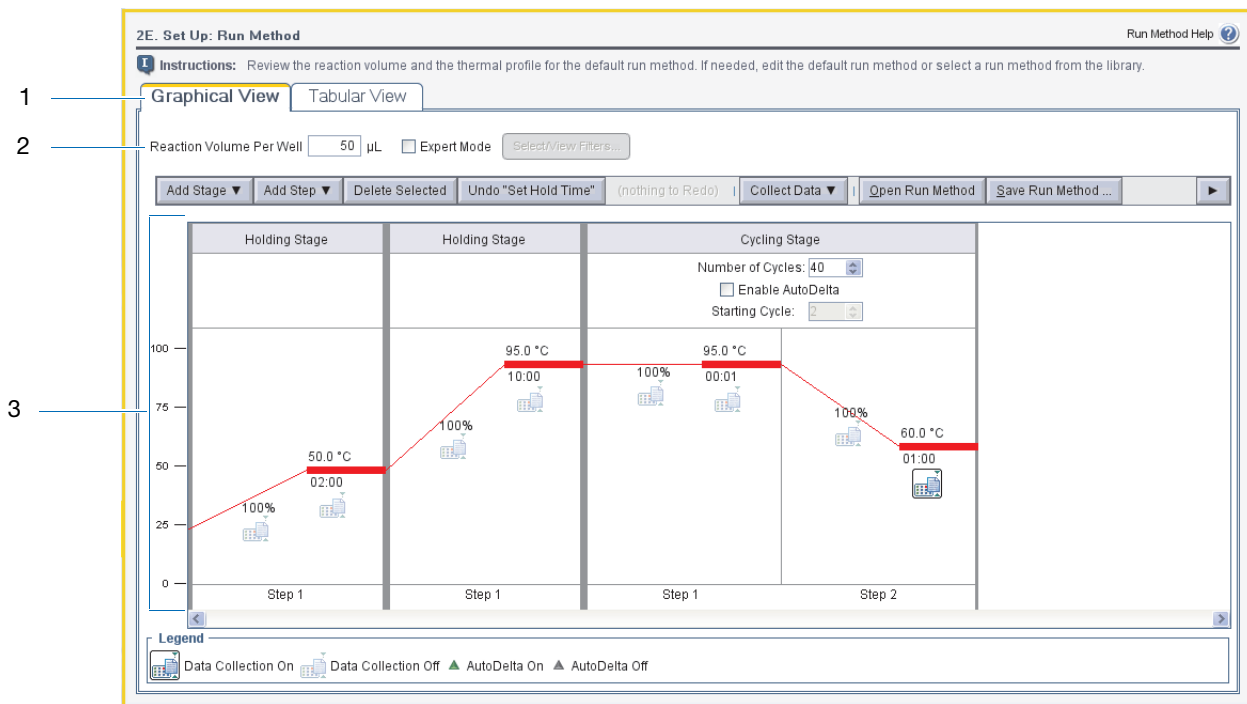 2E. Set Up: Run Method
Run Method Help ?
I Instructions: Review the reaction volume and the thermal profile for the default run method. If needed, edit the default run method or select a run method from the library.
1
Graphical View Tabular View
2
Reaction Volume Per Well 50 µL Expert Mode Select/View Filters...
Add Stage ▼ Add Step ▼ Delete Selected Undo "Set Hold Time" (nothing to Redo) | Collect Data ▼ | Open Run Method Save Run Method ...
3
Holding Stage Holding Stage Cycling Stage
Number of Cycles: 40
Enable AutoDelta
Starting Cycle: 2
100
75
50
25
0
50.0 °C
02:00
100%
95.0 °C
10:00
100%
95.0 °C
100% 00:01
100%
60.0 °C
01:00
Step 1 Step 1 Step 1 Step 2
Legend
Data Collection On Data Collection Off ▲ AutoDelta On ▲ AutoDelta Off